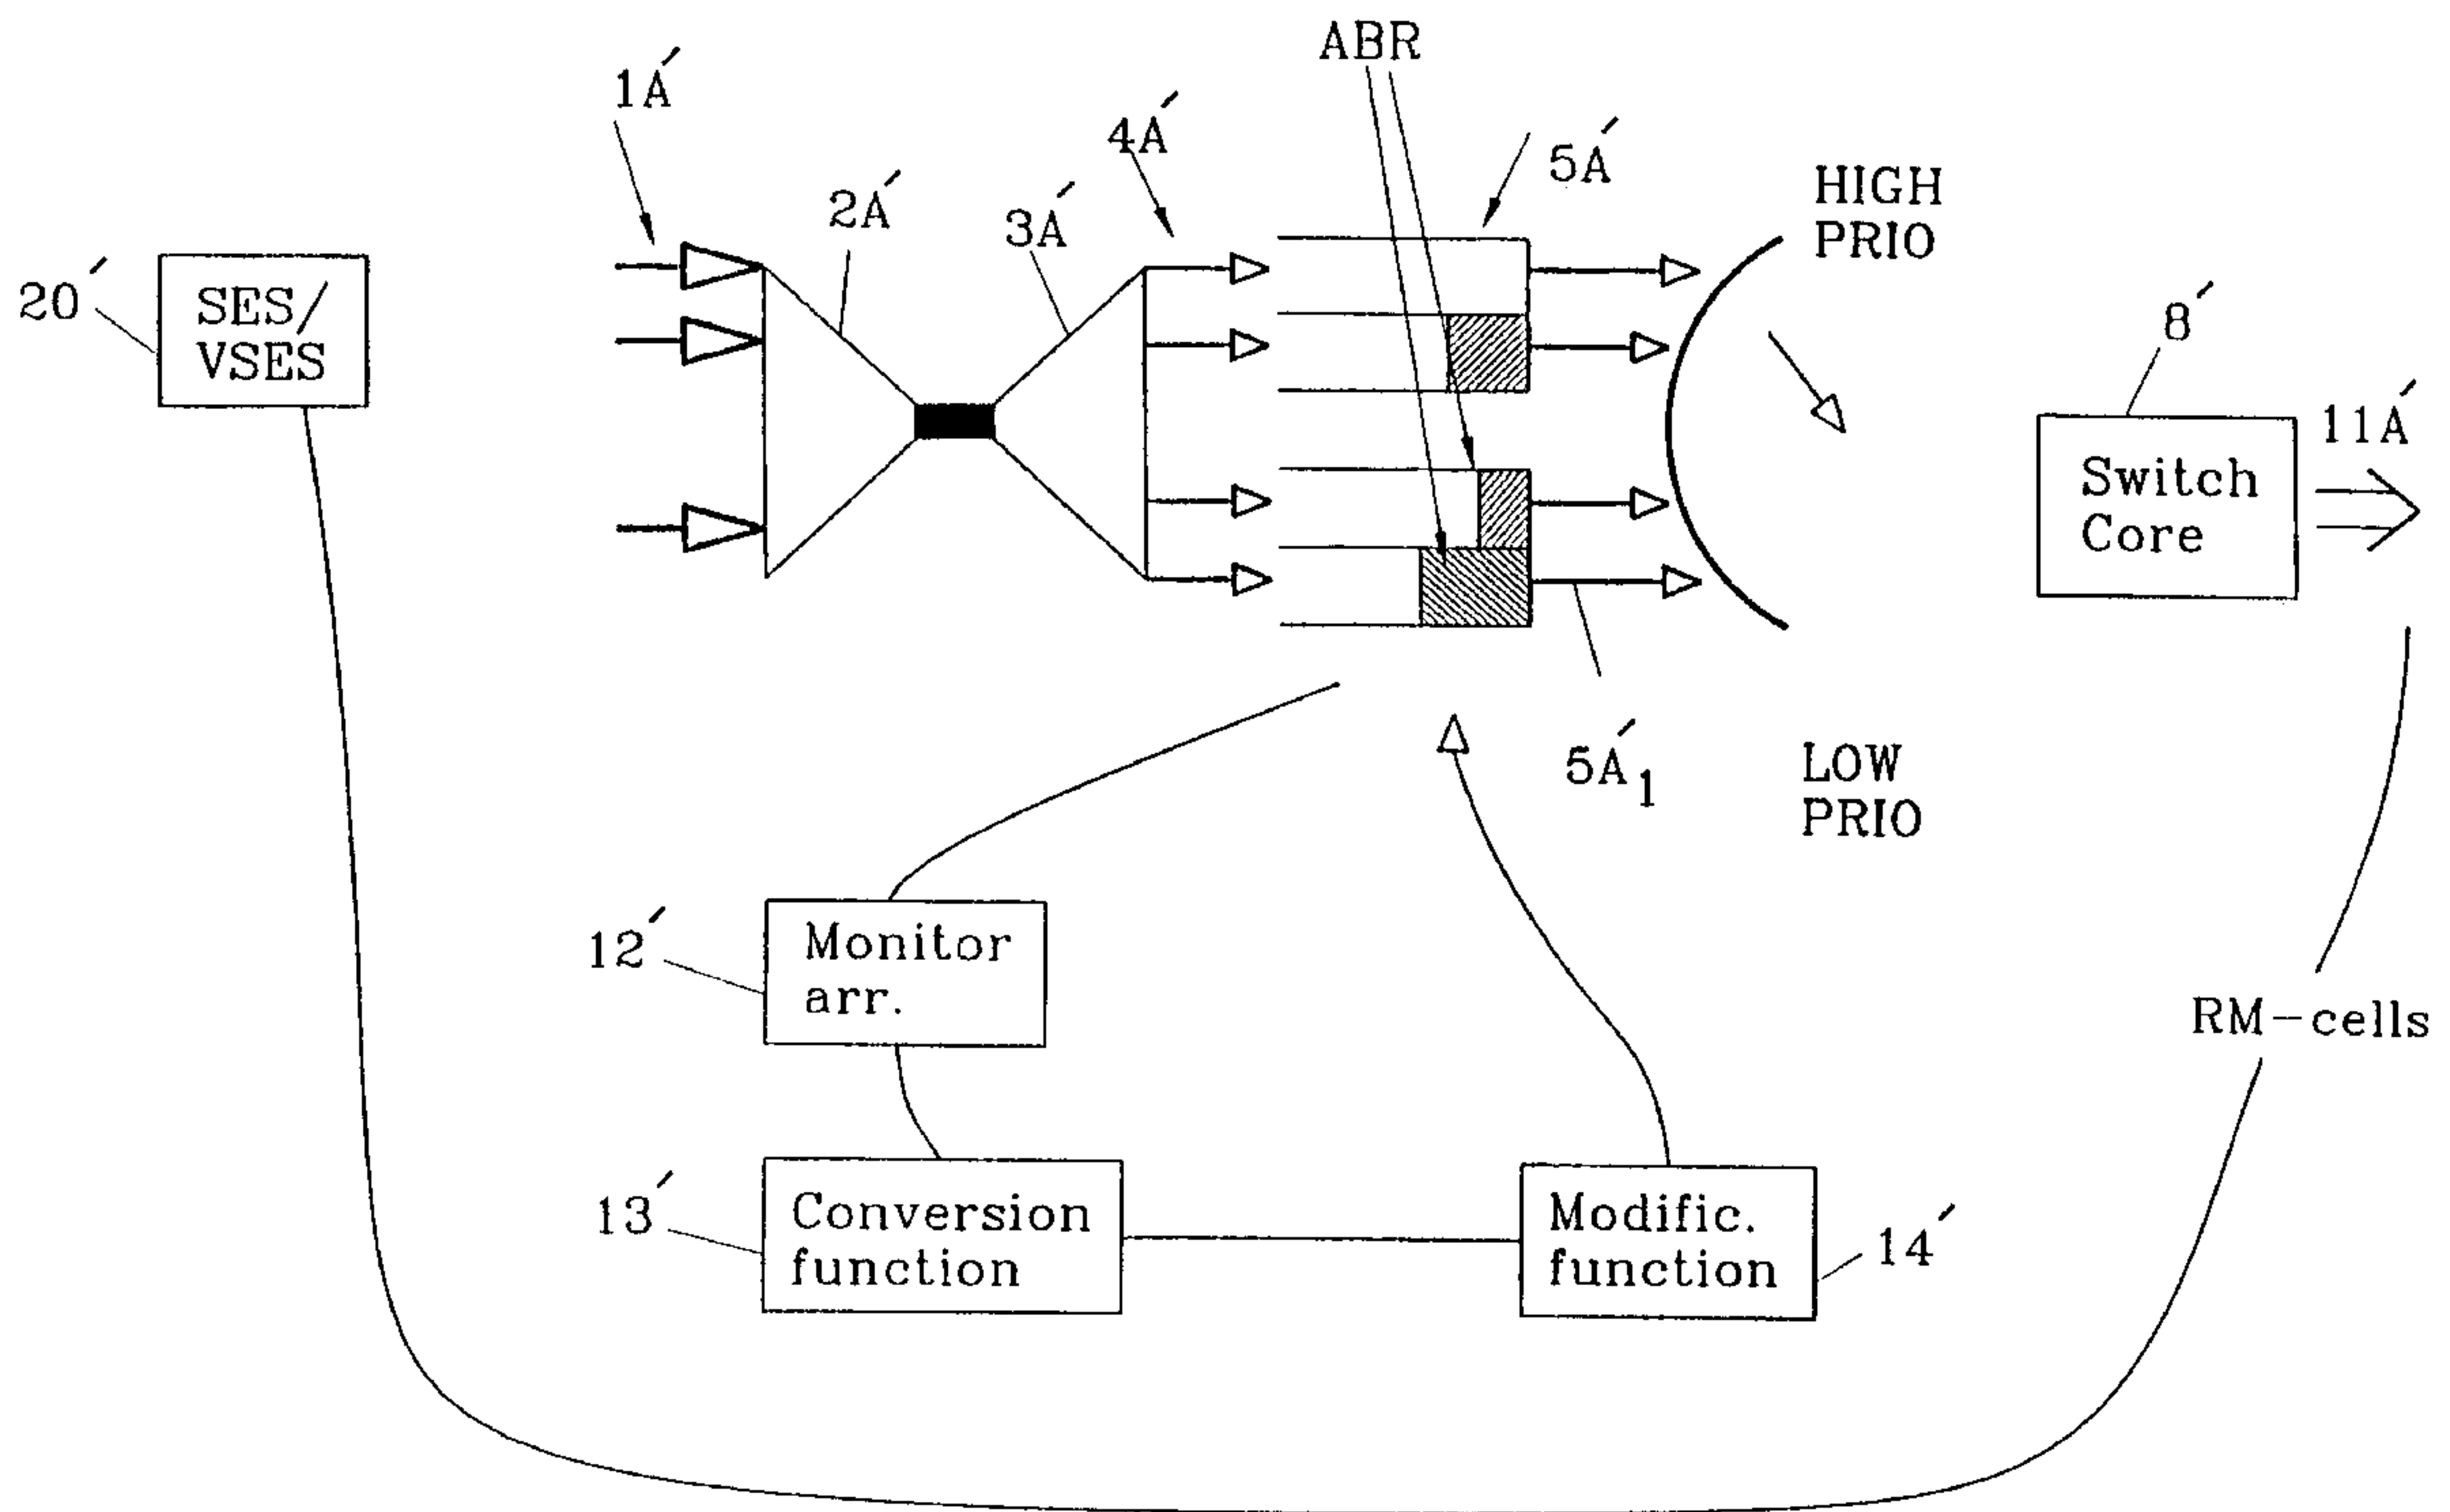 ABR
1A′
4A′
5A′
2A′
3A′
HIGH
PRIO
20′
SES/
VSES
8′
11A′
Switch
Core
5A′1
LOW
PRIO
12′
Monitor
arr.
RM-cells
13′
Conversion
function
Modific.
function
14′